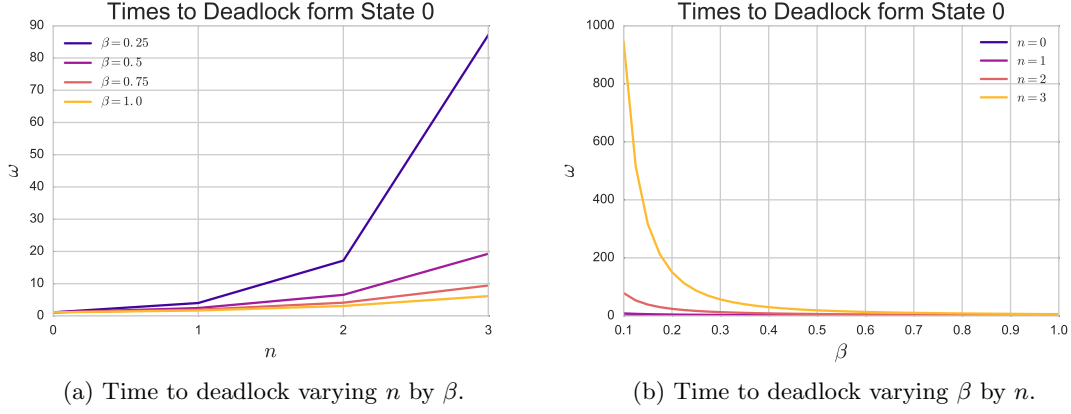 Times to Deadlock form State 0
90
80
70
60
50
40
30
20
10
0
ω
β = 0.25
β = 0.5
β = 0.75
β = 1.0
0 1 2 3
n
(a) Time to deadlock varying n by β.
Times to Deadlock form State 0
1000
800
600
400
200
0
ω
n = 0
n = 1
n = 2
n = 3
0.1 0.2 0.3 0.4 0.5 0.6 0.7 0.8 0.9 1.0
β
(b) Time to deadlock varying β by n.